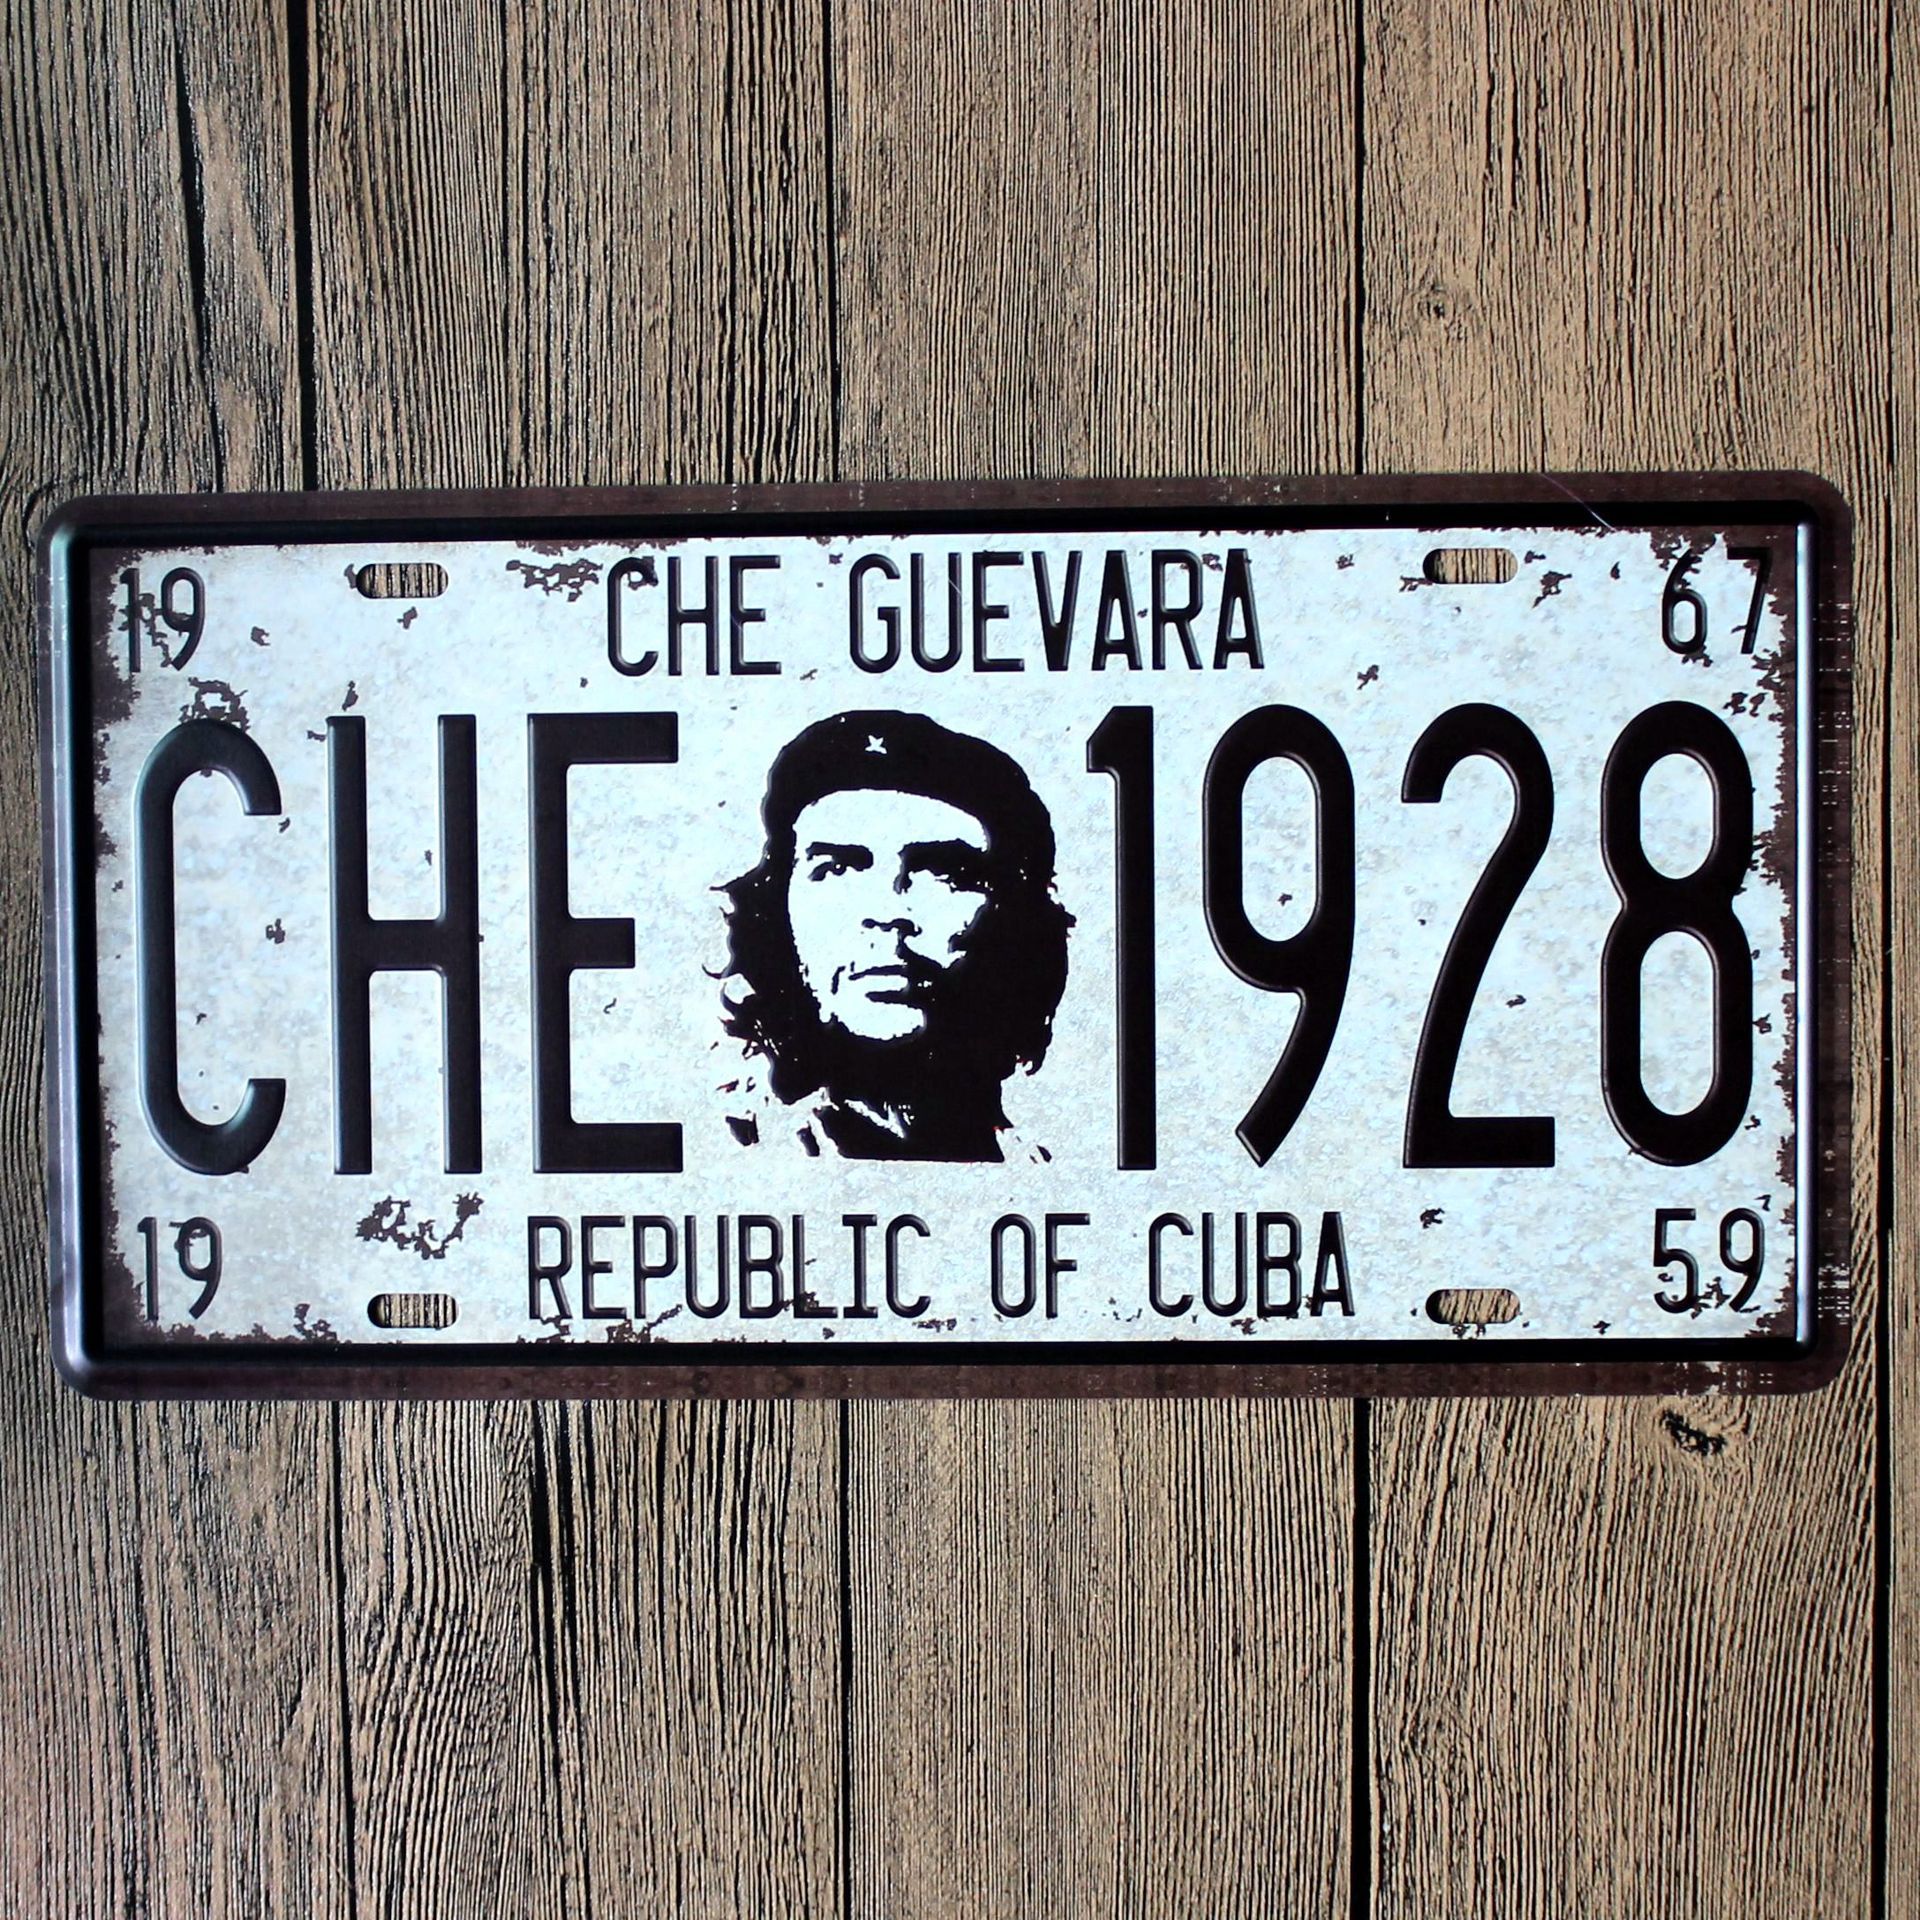 19 CHE GUEVARA 67
CHE 1928
19 REPUBLIC OF CUBA 59